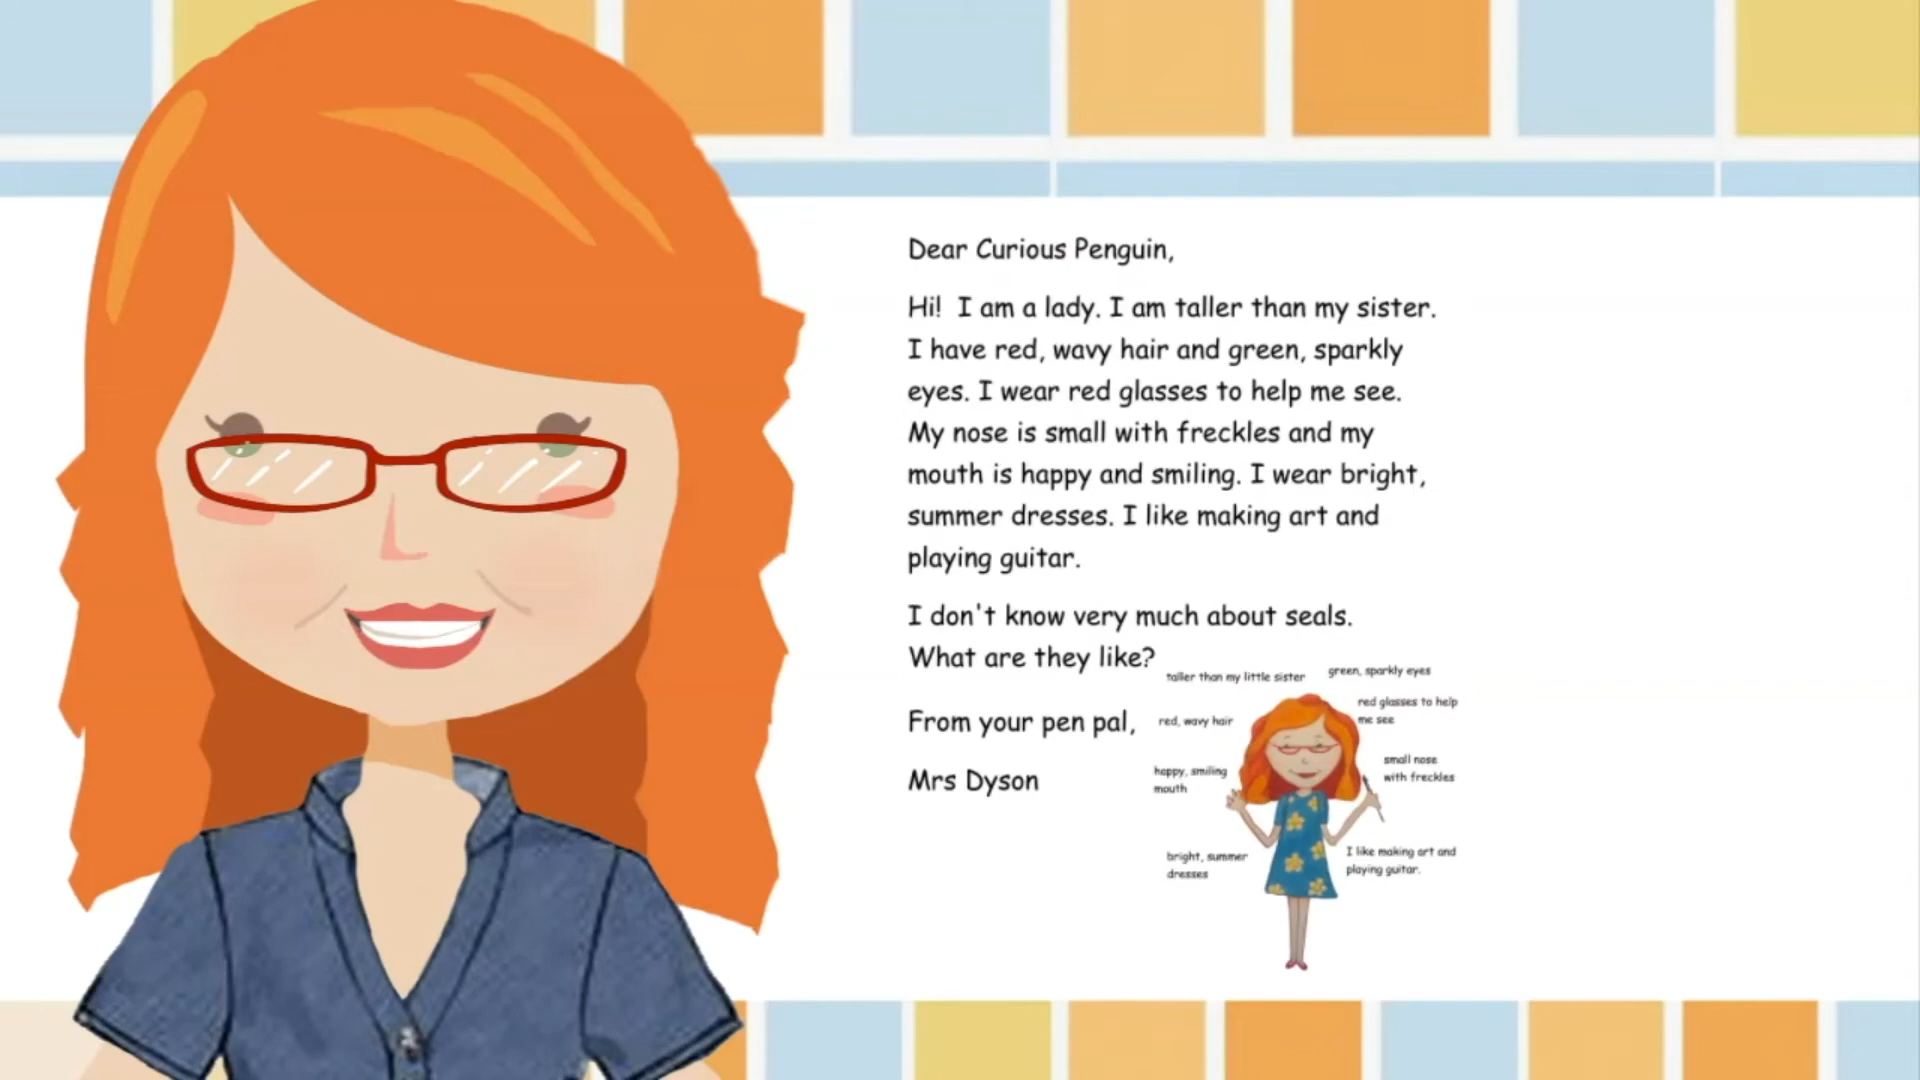 Dear Curious Penguin,
Hi!  I am a lady. I am taller than my sister.
I have red, wavy hair and green, sparkly
eyes. I wear red glasses to help me see.
My nose is small with freckles and my
mouth is happy and smiling. I wear bright,
summer dresses. I like making art and
playing guitar.
I don't know very much about seals.
What are they like?
From your pen pal,
Mrs Dyson
taller than my little sister
green, sparkly eyes
red glasses to help
me see
red, wavy hair
small nose
with freckles
happy, smiling
mouth
bright, summer
dresses
I like making art and
playing guitar.